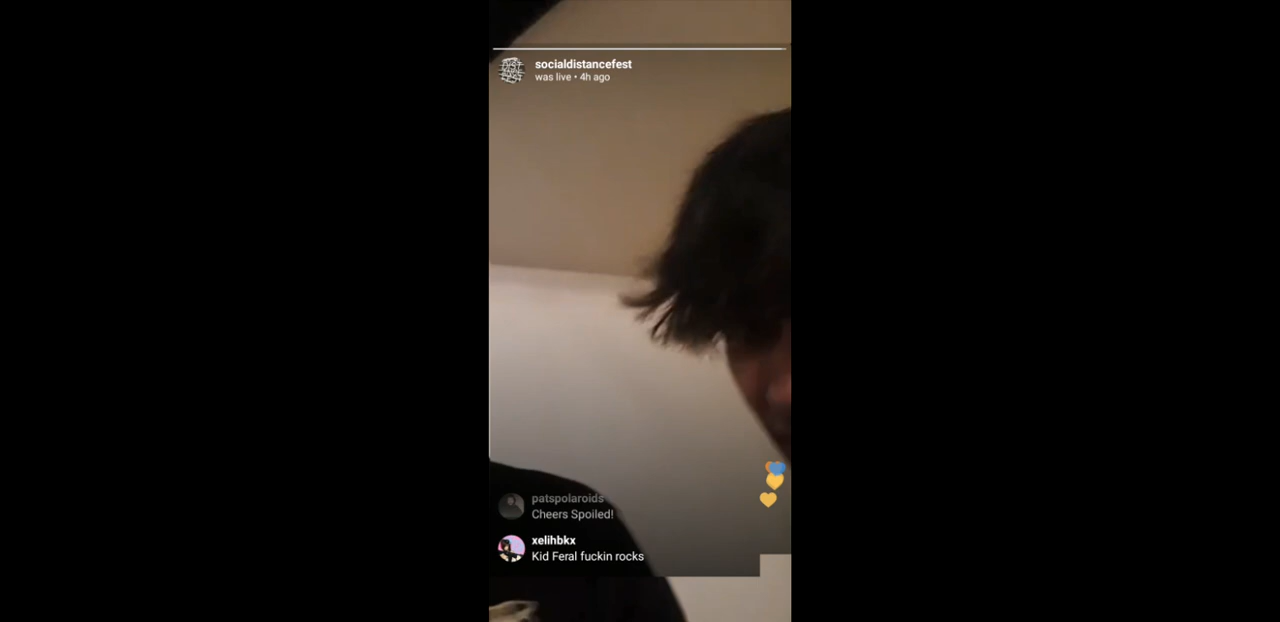 socialdistancefest
was live • 4h ago
patspolaroids
Cheers Spoiled!
xelihbkx
Kid Feral fuckin rocks